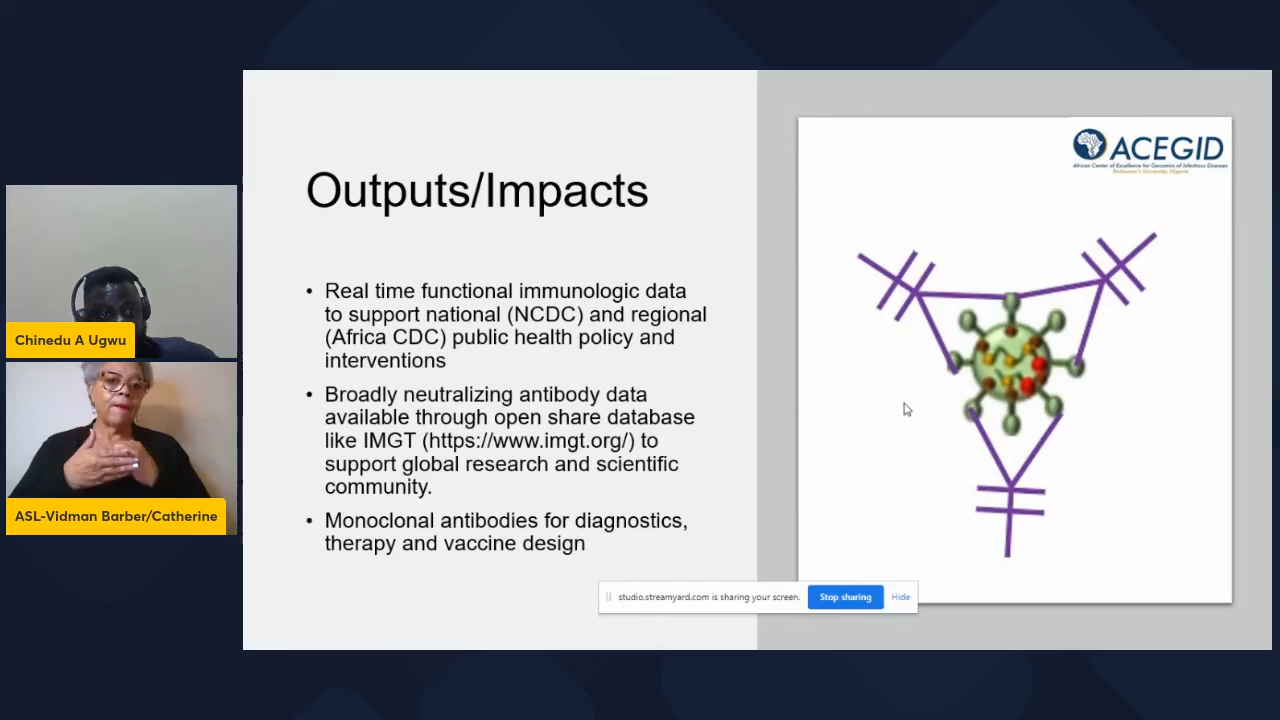 Outputs/Impacts
• Real time functional immunologic data
to support national (NCDC) and regional
(Africa CDC) public health policy and
interventions
• Broadly neutralizing antibody data
available through open share database
like IMGT (https://www.imgt.org/) to
support global research and scientific
community.
• Monoclonal antibodies for diagnostics,
therapy and vaccine design
ACEGID
African Center of Excellence for Genomics of Infectious Diseases
Redeemer's University, Nigeria
Chinedu A Ugwu
ASL-Vidman Barber/Catherine
studio.streamyard.com is sharing your screen.
Stop sharing
Hide